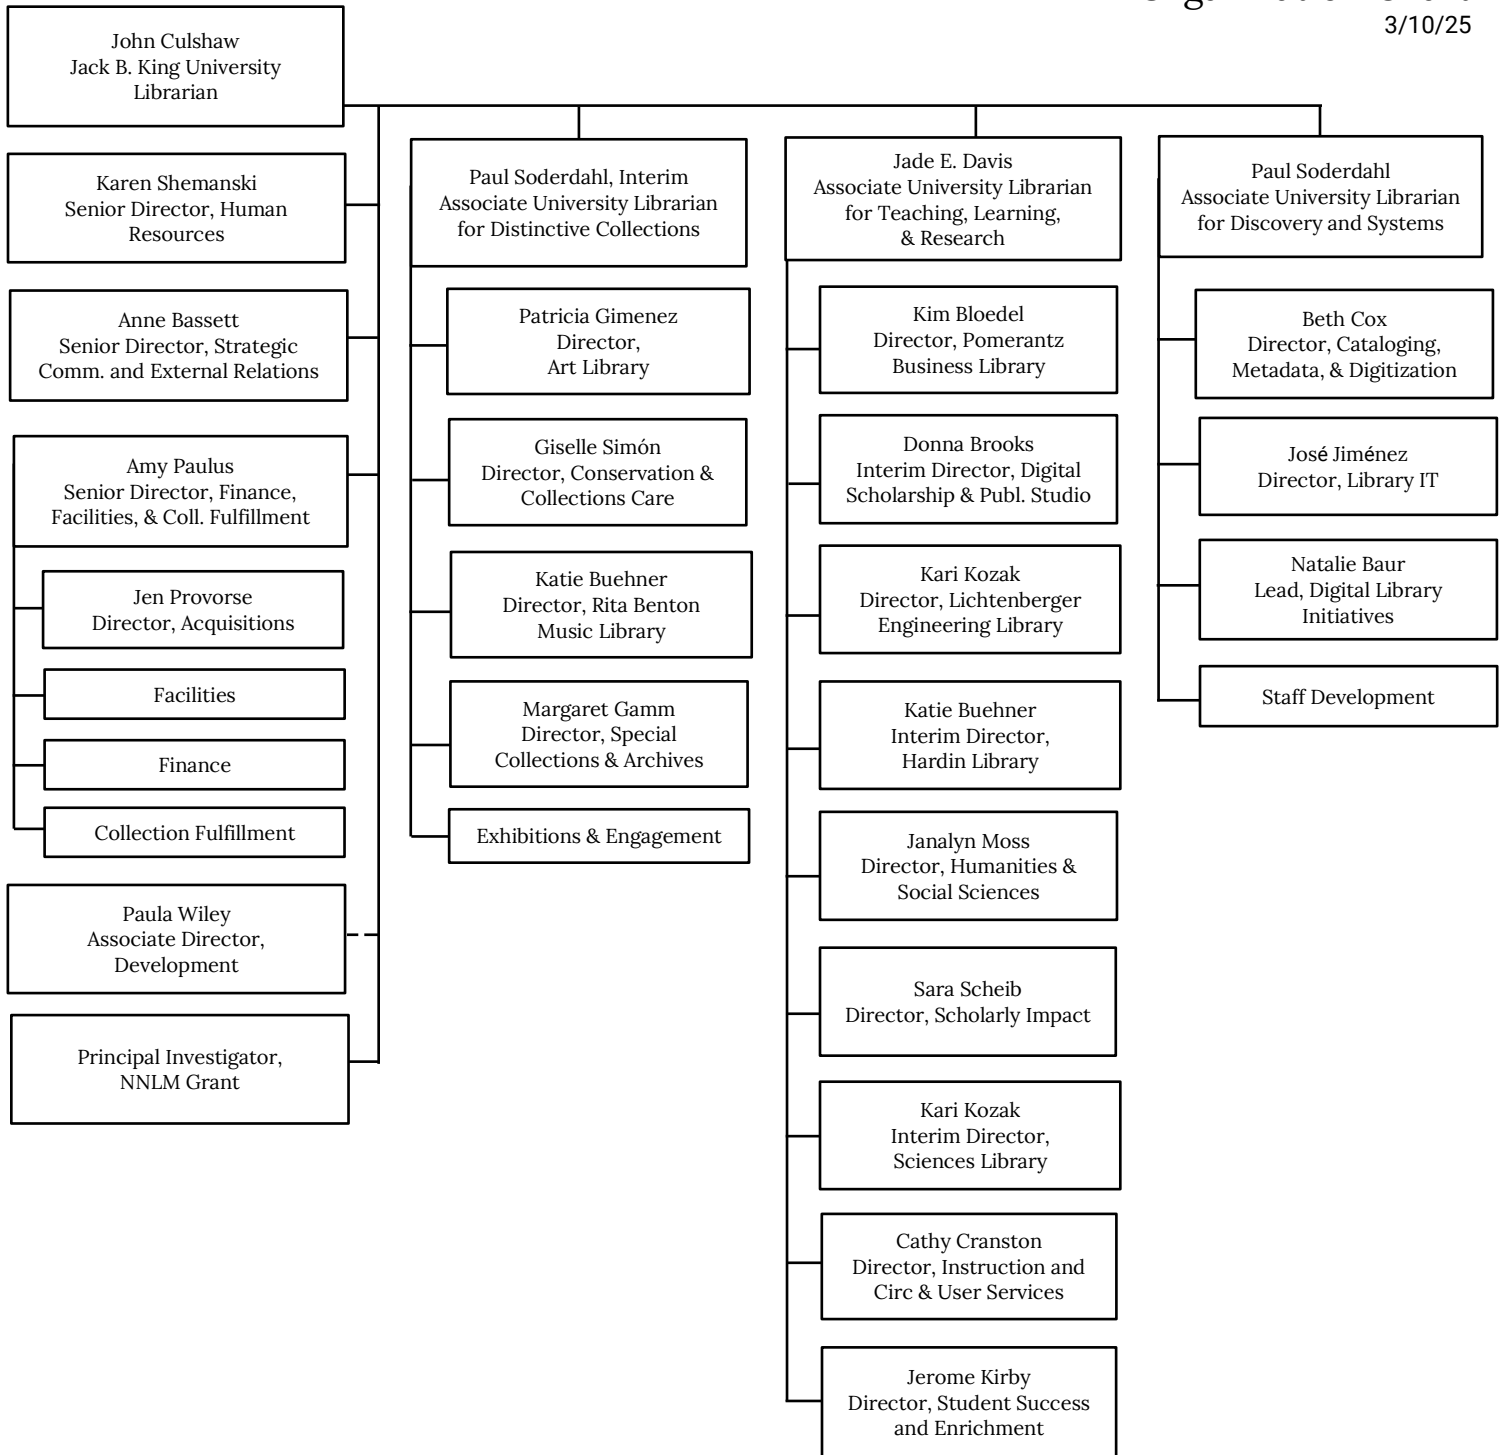 3/10/25
John Culshaw
Jack B. King University
Librarian
Karen Shemanski
Senior Director, Human
Resources
Anne Bassett
Senior Director, Strategic
Comm. and External Relations
Amy Paulus
Senior Director, Finance,
Facilities, & Coll. Fulfillment
Jen Provorse
Director, Acquisitions
Facilities
Finance
Collection Fulfillment
Paula Wiley
Associate Director,
Development
Principal Investigator,
NNLM Grant
Paul Soderdahl, Interim
Associate University Librarian
for Distinctive Collections
Patricia Gimenez
Director,
Art Library
Giselle Simón
Director, Conservation &
Collections Care
Katie Buehner
Director, Rita Benton
Music Library
Margaret Gamm
Director, Special
Collections & Archives
Exhibitions & Engagement
Jade E. Davis
Associate University Librarian
for Teaching, Learning,
& Research
Kim Bloedel
Director, Pomerantz
Business Library
Donna Brooks
Interim Director, Digital
Scholarship & Publ. Studio
Kari Kozak
Director, Lichtenberger
Engineering Library
Katie Buehner
Interim Director,
Hardin Library
Janalyn Moss
Director, Humanities &
Social Sciences
Sara Scheib
Director, Scholarly Impact
Kari Kozak
Interim Director,
Sciences Library
Cathy Cranston
Director, Instruction and
Circ & User Services
Jerome Kirby
Director, Student Success
and Enrichment
Paul Soderdahl
Associate University Librarian
for Discovery and Systems
Beth Cox
Director, Cataloging,
Metadata, & Digitization
José Jiménez
Director, Library IT
Natalie Baur
Lead, Digital Library
Initiatives
Staff Development